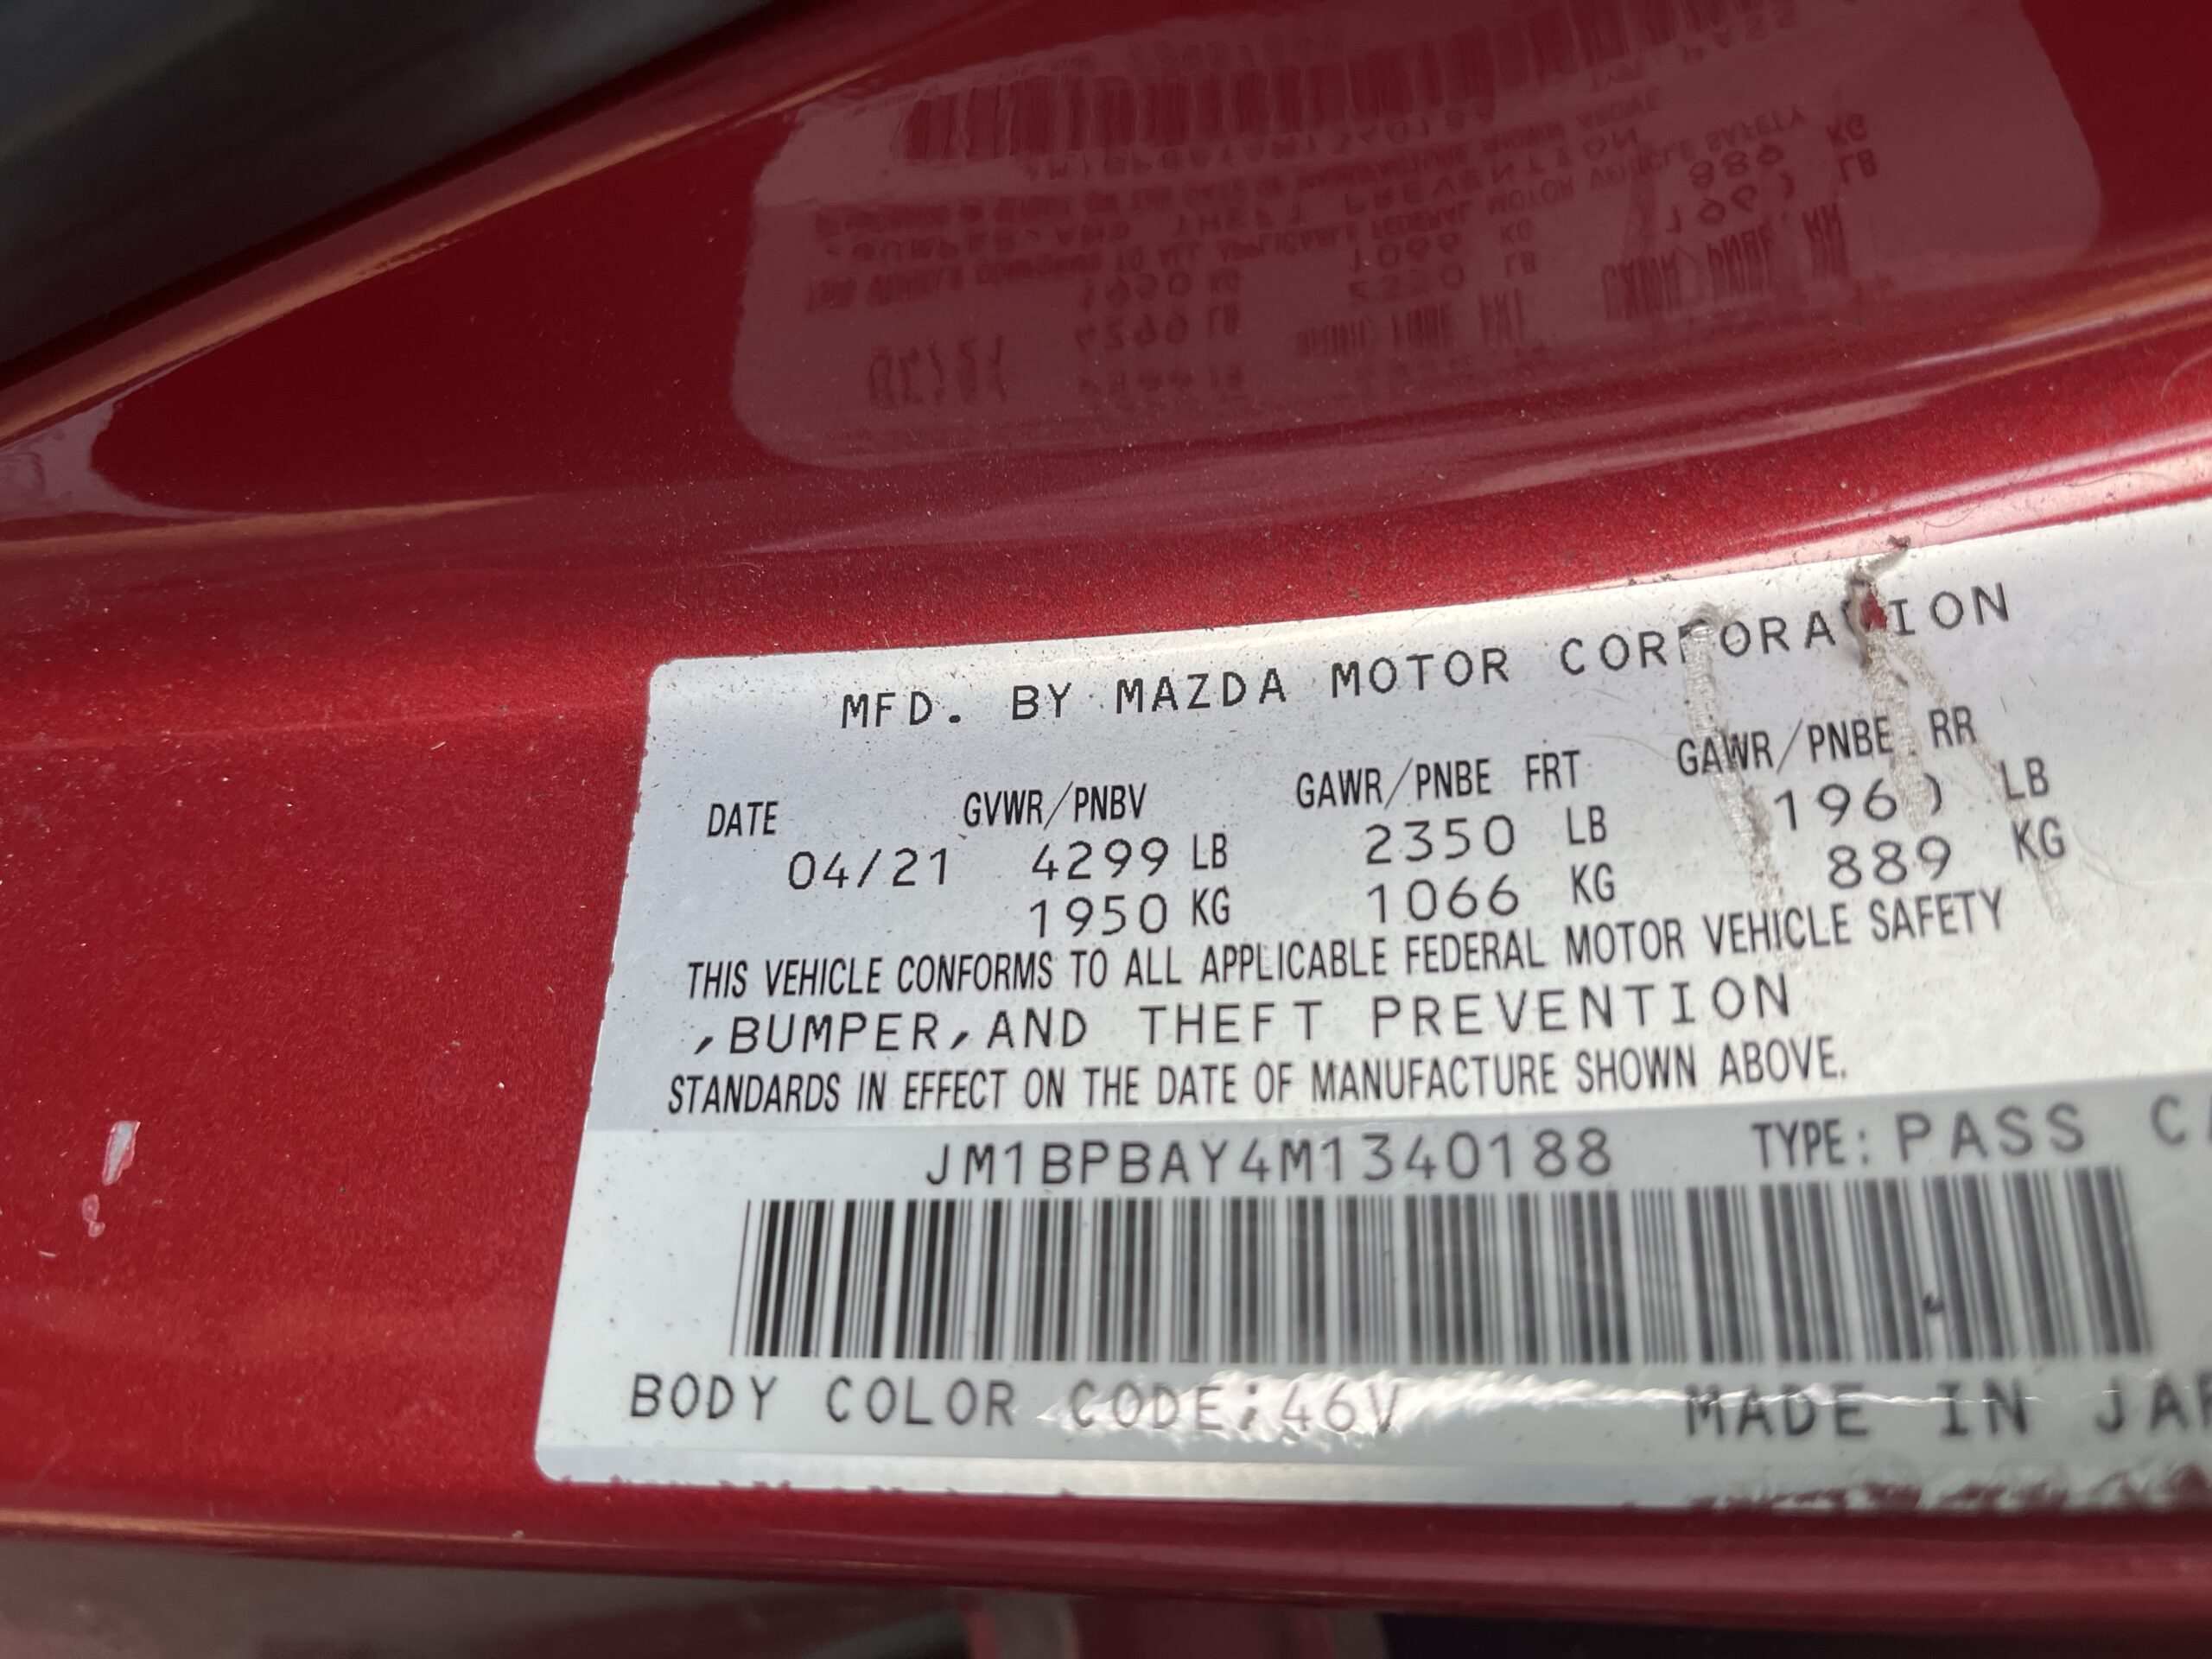 MFD. BY MAZDA MOTOR CORPORATION
DATE GVWR/PNBV GAWR/PNBE FRT GAWR/PNBE RR
04/21 4299 LB 2350 LB 1960 LB
1950 KG 1066 KG 889 KG
THIS VEHICLE CONFORMS TO ALL APPLICABLE FEDERAL MOTOR VEHICLE SAFETY
,BUMPER,AND THEFT PREVENTION
STANDARDS IN EFFECT ON THE DATE OF MANUFACTURE SHOWN ABOVE.
JM1BPBAY4M1340188 TYPE: PASS
BODY COLOR CODE;46V MADE IN